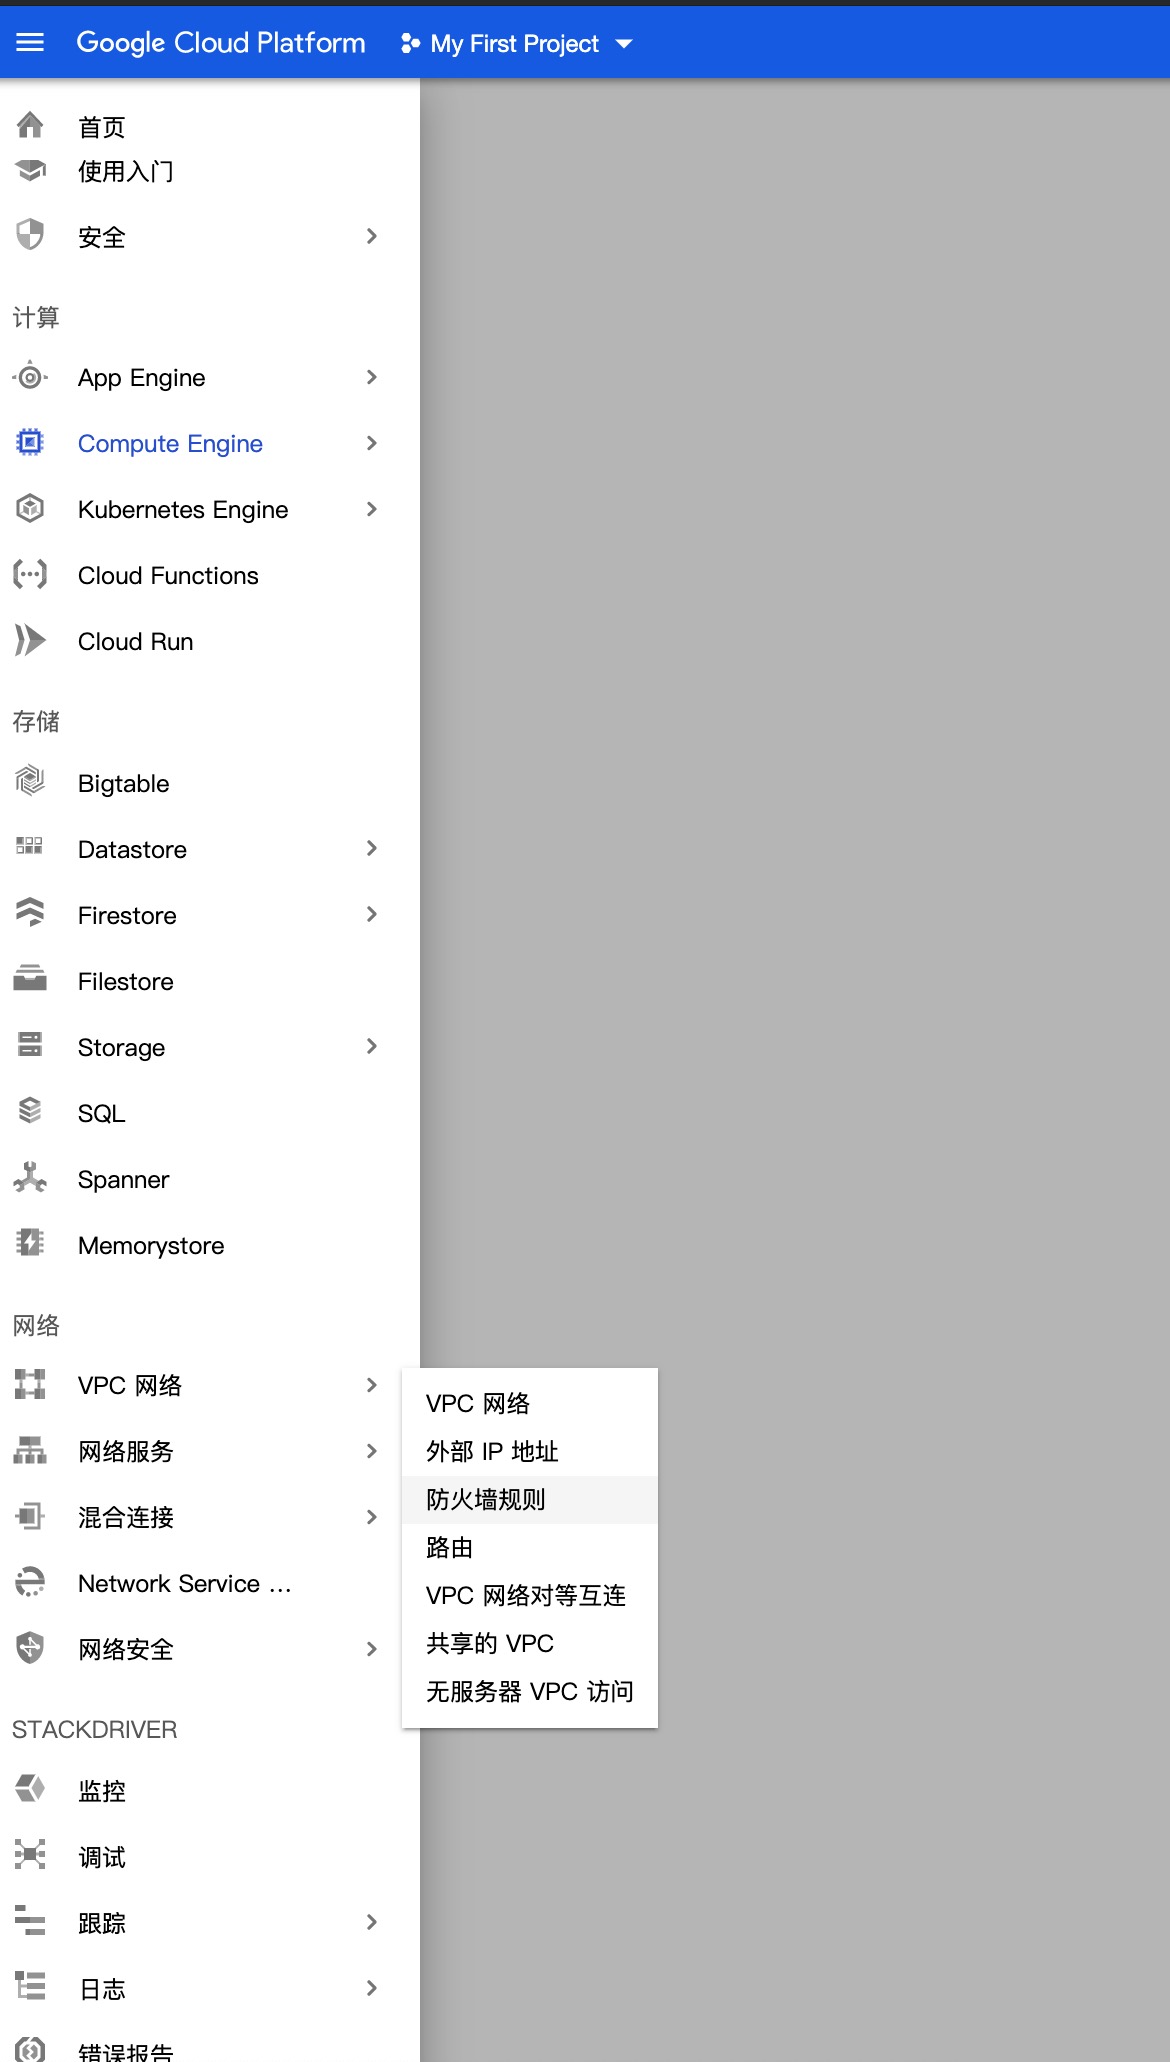 Google Cloud Platform
My First Project
首页
使用入门
安全
计算
App Engine
Compute Engine
Kubernetes Engine
Cloud Functions
Cloud Run
存储
Bigtable
Datastore
Firestore
Filestore
Storage
SQL
Spanner
Memorystore
网络
VPC 网络
网络服务
混合连接
Network Service ...
网络安全
VPC 网络
外部 IP 地址
防火墙规则
路由
VPC 网络对等互连
共享的 VPC
无服务器 VPC 访问
STACKDRIVER
监控
调试
跟踪
日志
错误报告